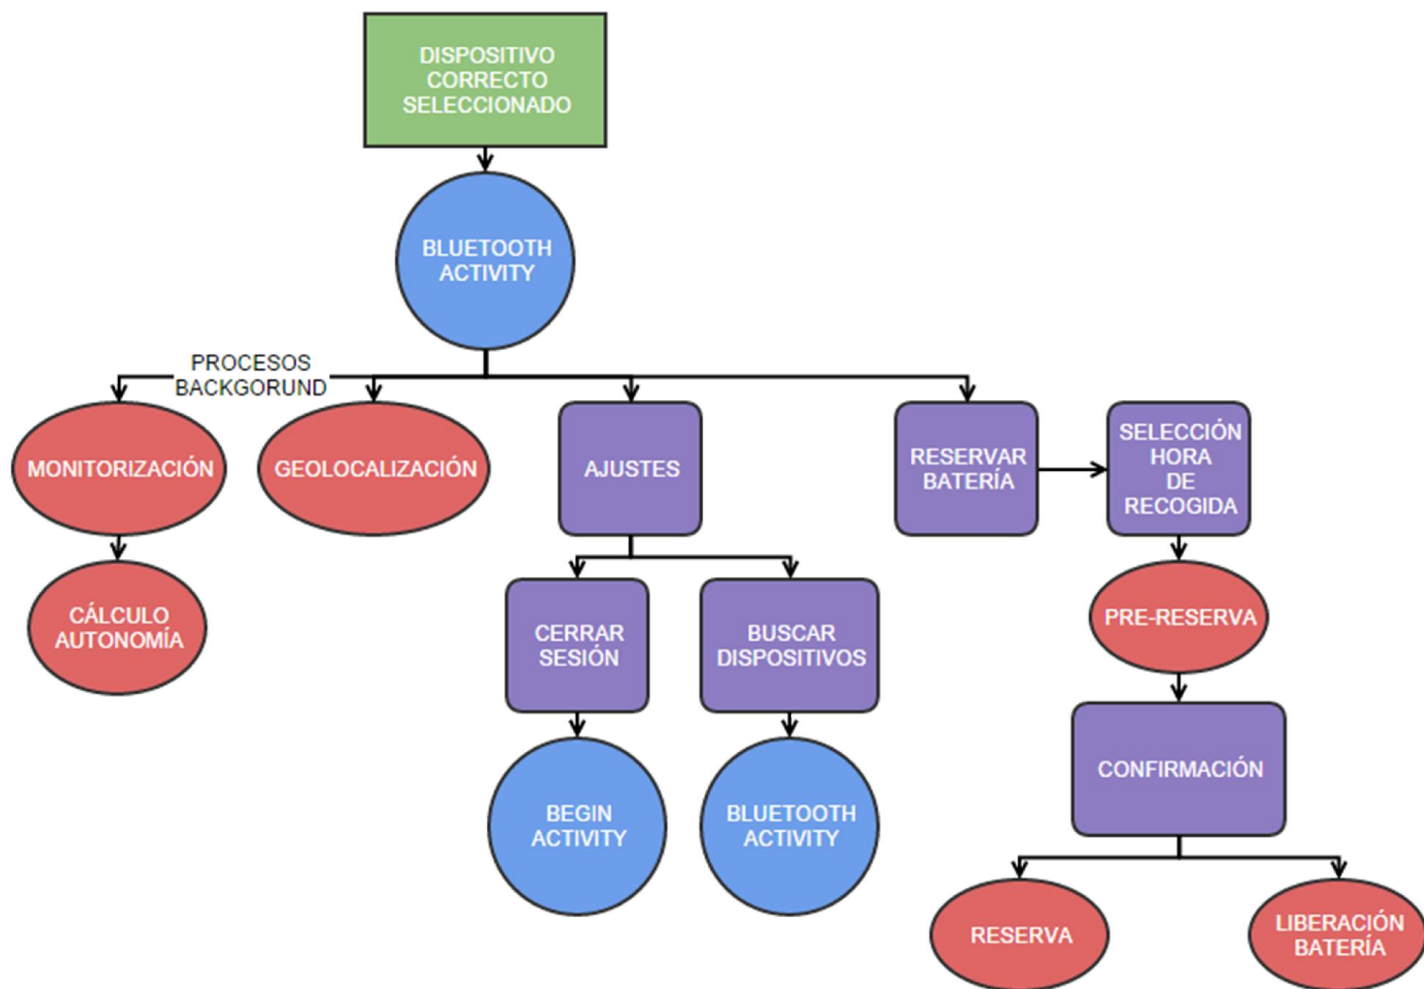 DISPOSITIVO
CORRECTO
SELECCIONADO
BLUETOOTH
ACTIVITY
PROCESOS
BACKGORUND
MONITORIZACIÓN
GEOLOCALIZACIÓN
AJUSTES
RESERVAR
BATERÍA
SELECCIÓN
HORA
DE
RECOGIDA
CÁLCULO
AUTONOMÍA
CERRAR
SESIÓN
BUSCAR
DISPOSITIVOS
PRE-RESERVA
BEGIN
ACTIVITY
BLUETOOTH
ACTIVITY
CONFIRMACIÓN
RESERVA
LIBERACIÓN
BATERÍA